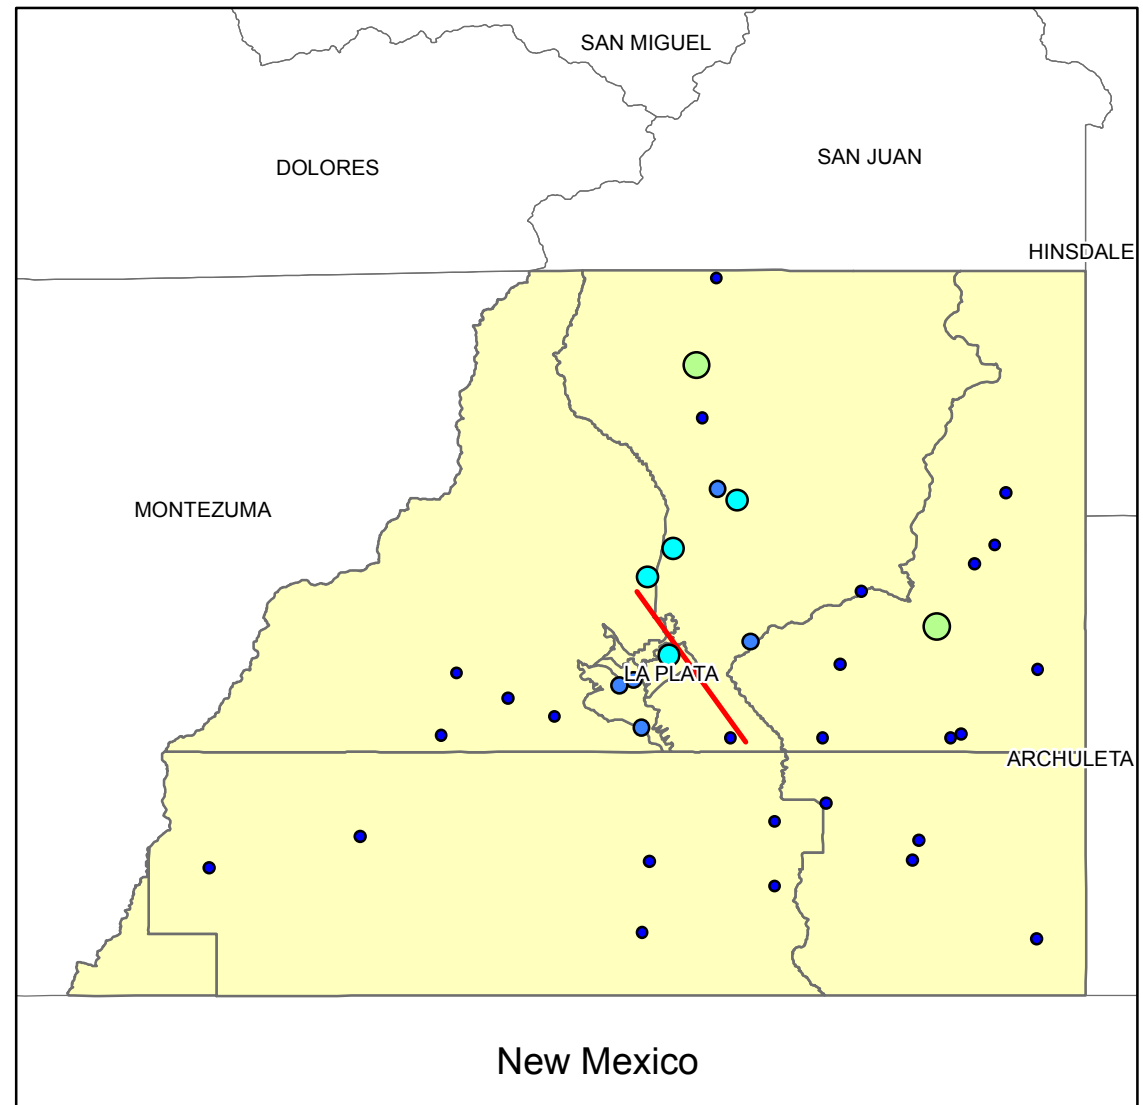 SAN MIGUEL
SAN JUAN
DOLORES
HINSDALE
MONTEZUMA
LA PLATA
ARCHULETA
New Mexico